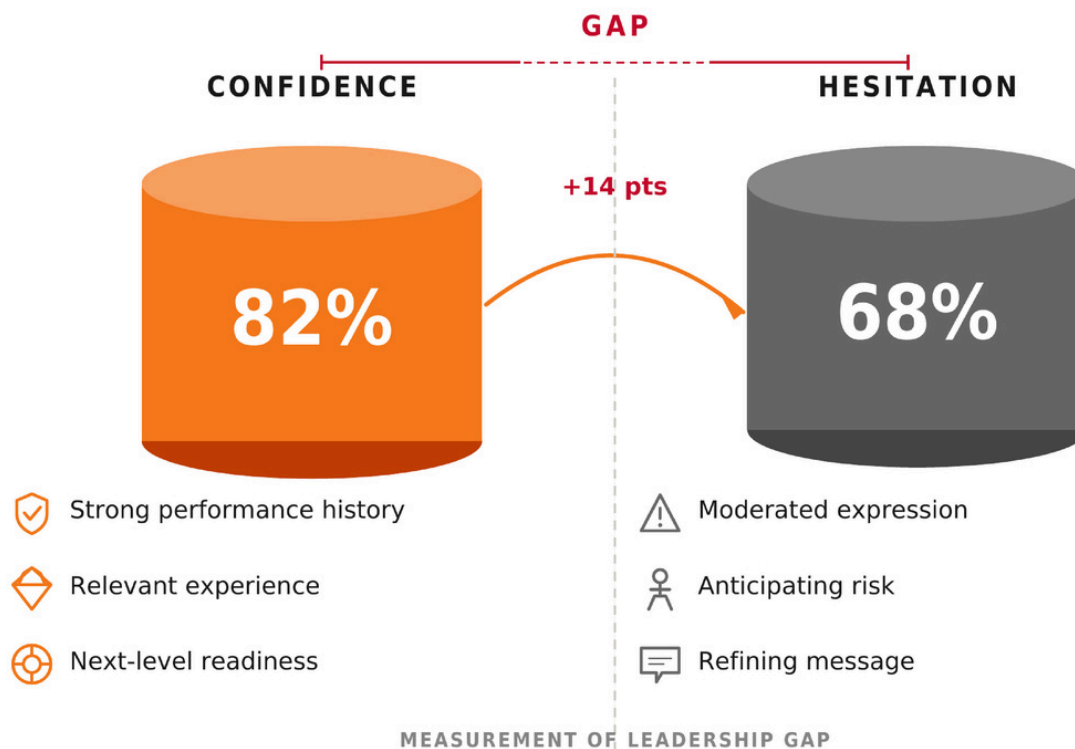 GAP
CONFIDENCE
HESITATION
+14 pts
82%
68%
Strong performance history
Relevant experience
Next-level readiness
Moderated expression
Anticipating risk
Refining message
MEASUREMENT OF LEADERSHIP GAP